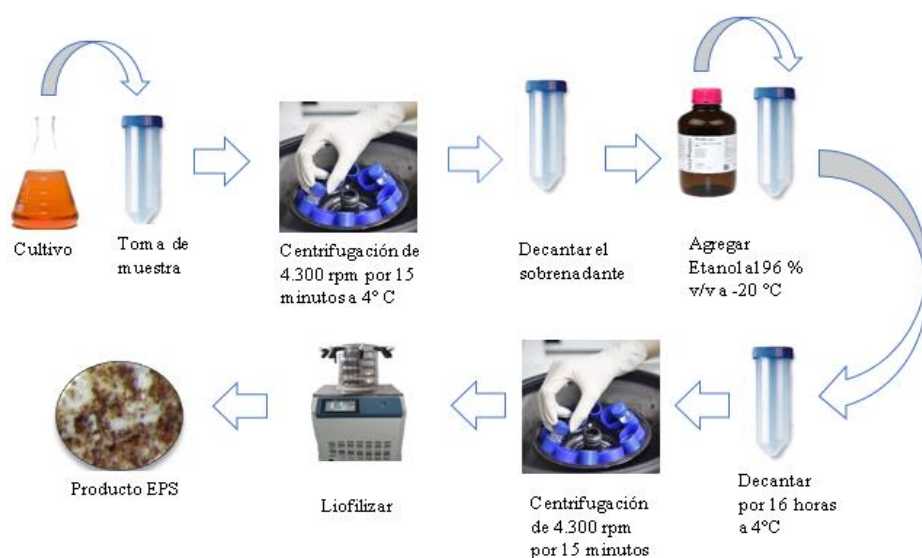 Cultivo
Toma de
muestra
Centrifugación de
4.300 rpm por 15
minutos a 4° C
Decantar el
sobrenadante
Agregar
Etanol al 96 %
v/v a -20 °C
Decantar
por 16 horas
a 4°C
Centrifugación
de 4.300 rpm
por 15 minutos
Liofilizar
Producto EPS